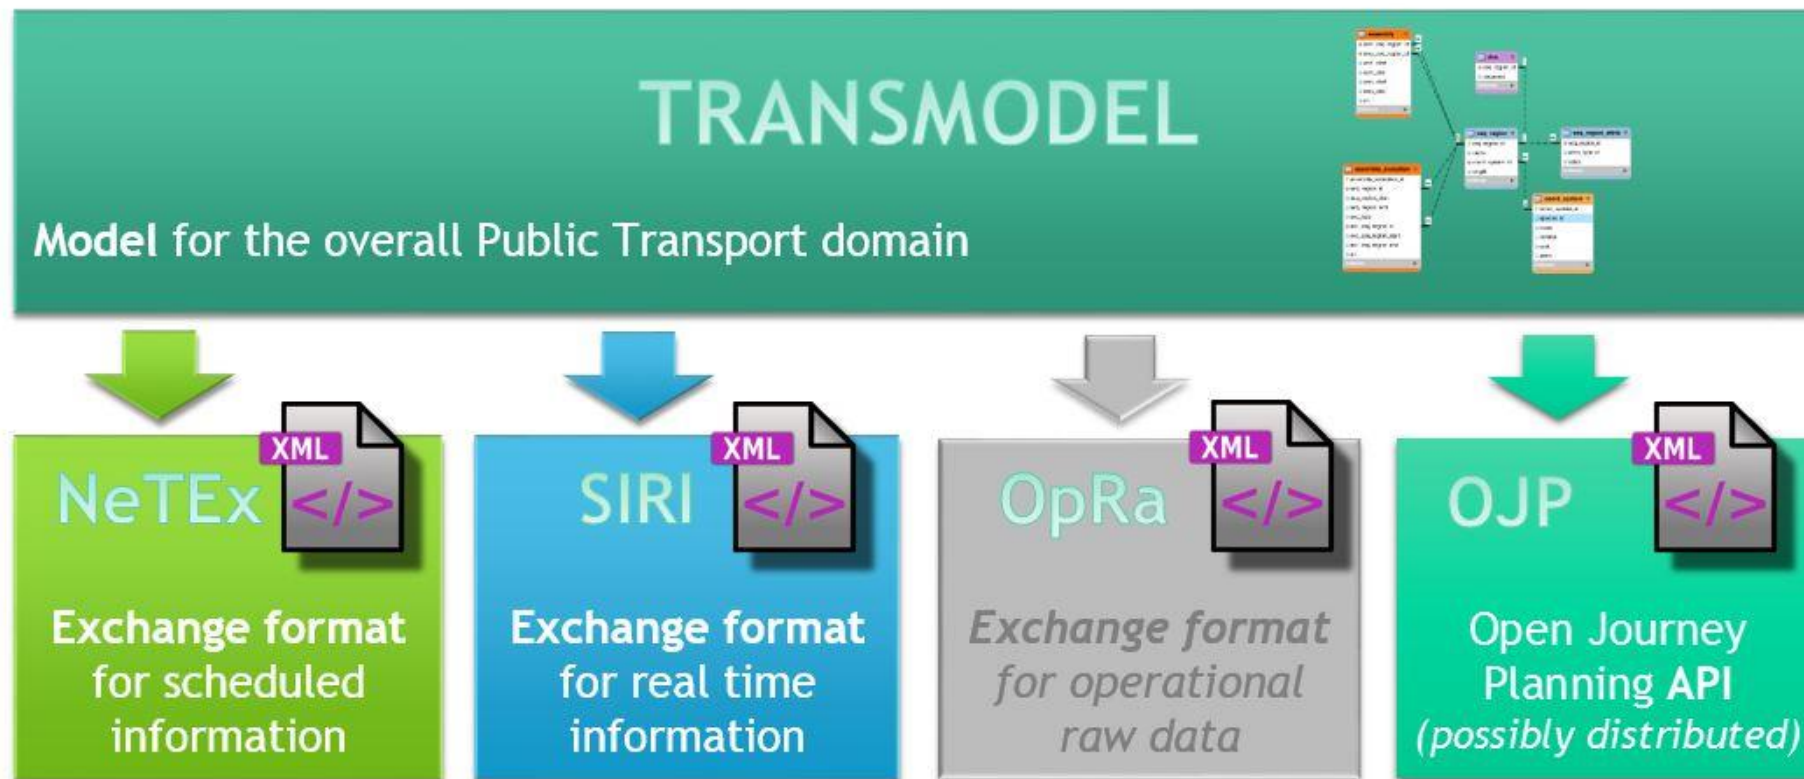 TRANSMODEL
Model for the overall Public Transport domain
XML
</>
NeTEx
Exchange format
for scheduled
information
XML
</>
SIRI
Exchange format
for real time
information
XML
</>
OpRa
Exchange format
for operational
raw data
XML
</>
OJP
Open Journey
Planning API
(possibly distributed)